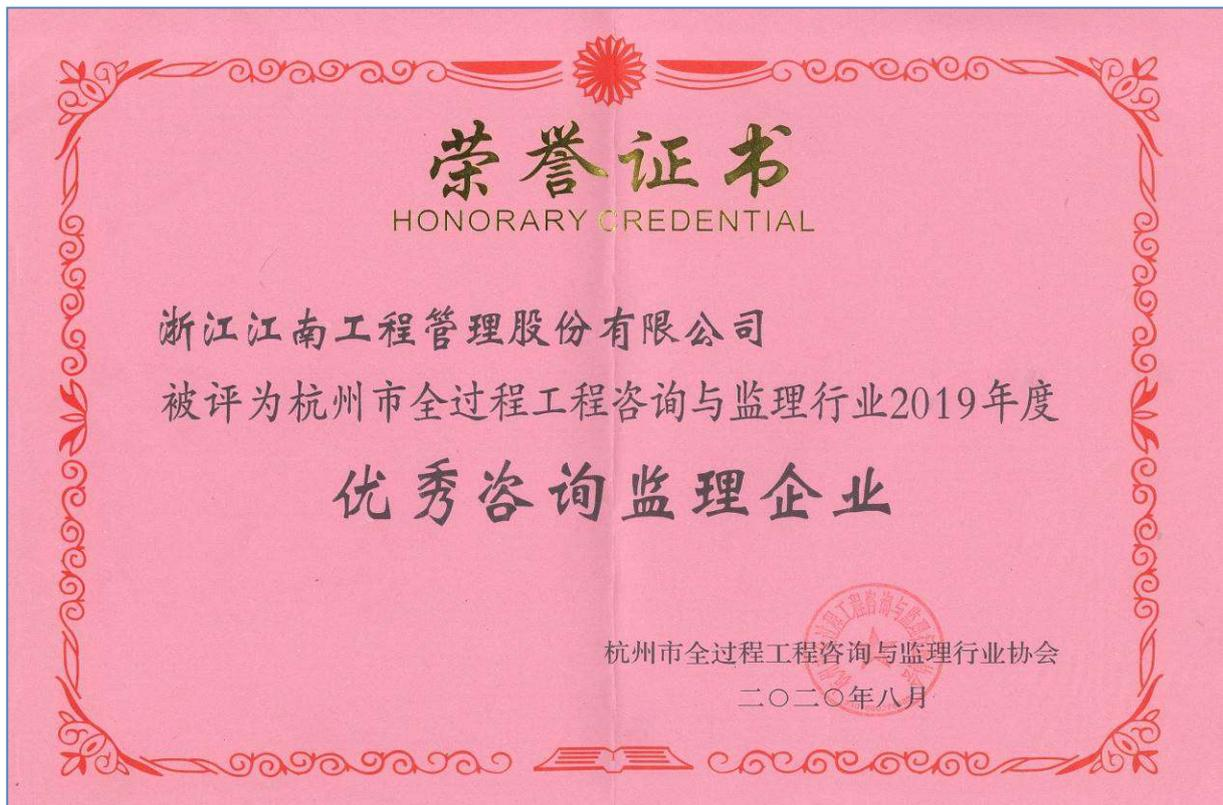 荣誉证书
HONORARY CREDENTIAL
浙江江南工程管理股份有限公司
被评为杭州市全过程工程咨询与监理行业2019年度
优秀咨询监理企业
杭州市全过程工程咨询与监理行业协会
二〇二〇年八月